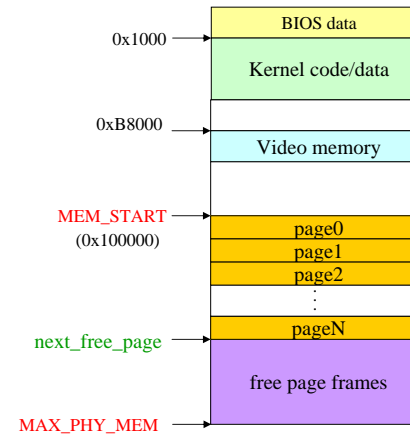 BIOS data
0x1000
Kernel code/data
0xB8000
Video memory
MEM_START
(0x100000)
page0
page1
page2
⋮
pageN
next_free_page
free page frames
MAX_PHY_MEM